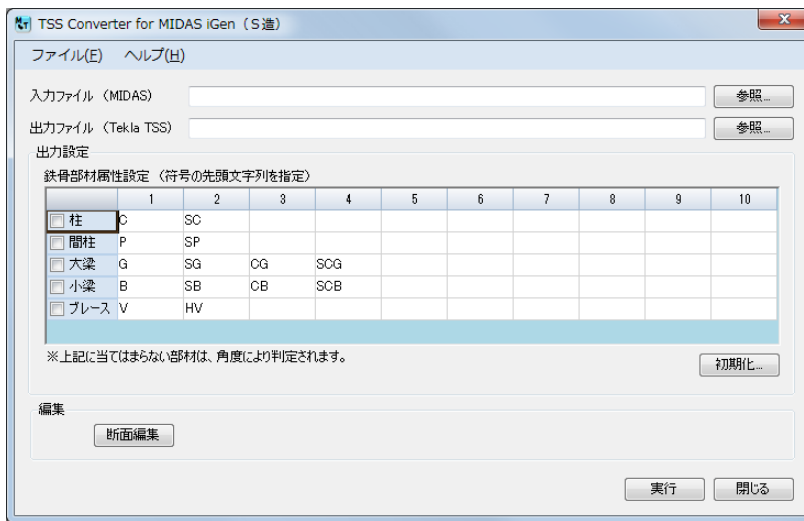 TSS Converter for MIDAS iGen（S造）
ファイル(F) ヘルプ(H)
入力ファイル（MIDAS） 参照...
出力ファイル（Tekla TSS） 参照...
出力設定
鉄骨部材属性設定（符号の先頭文字列を指定）
1 2 3 4 5 6 7 8 9 10
柱 C SC
間柱 P SP
大梁 G SG CG SCG
小梁 B SB CB SCB
ブレース V HV
※上記に当てはまらない部材は、角度により判定されます。
初期化...
編集
断面編集
実行 閉じる